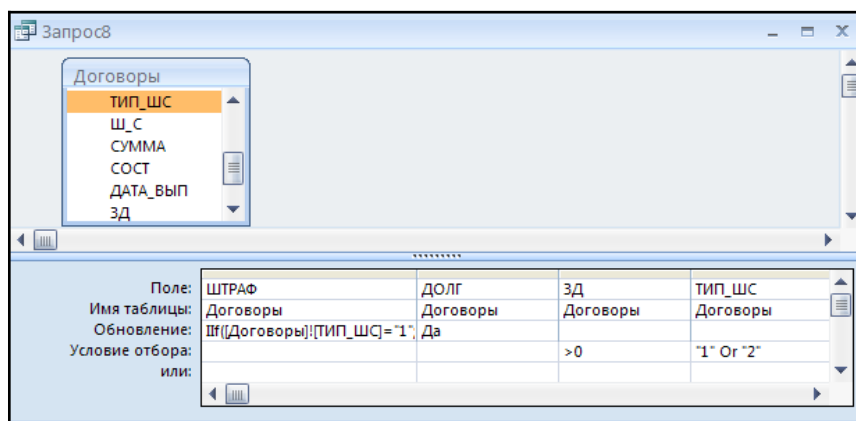 Запрос8
Договоры
ТИП_ШС
Ш_С
СУММА
СОСТ
ДАТА_ВЫП
ЗД
Поле: ШТРАФ ДОЛГ ЗД ТИП_ШС
Имя таблицы: Договоры Договоры Договоры Договоры
Обновление: IIf([Договоры]![ТИП_ШС]="1"; Да
Условие отбора: >0 "1" Or "2"
или: